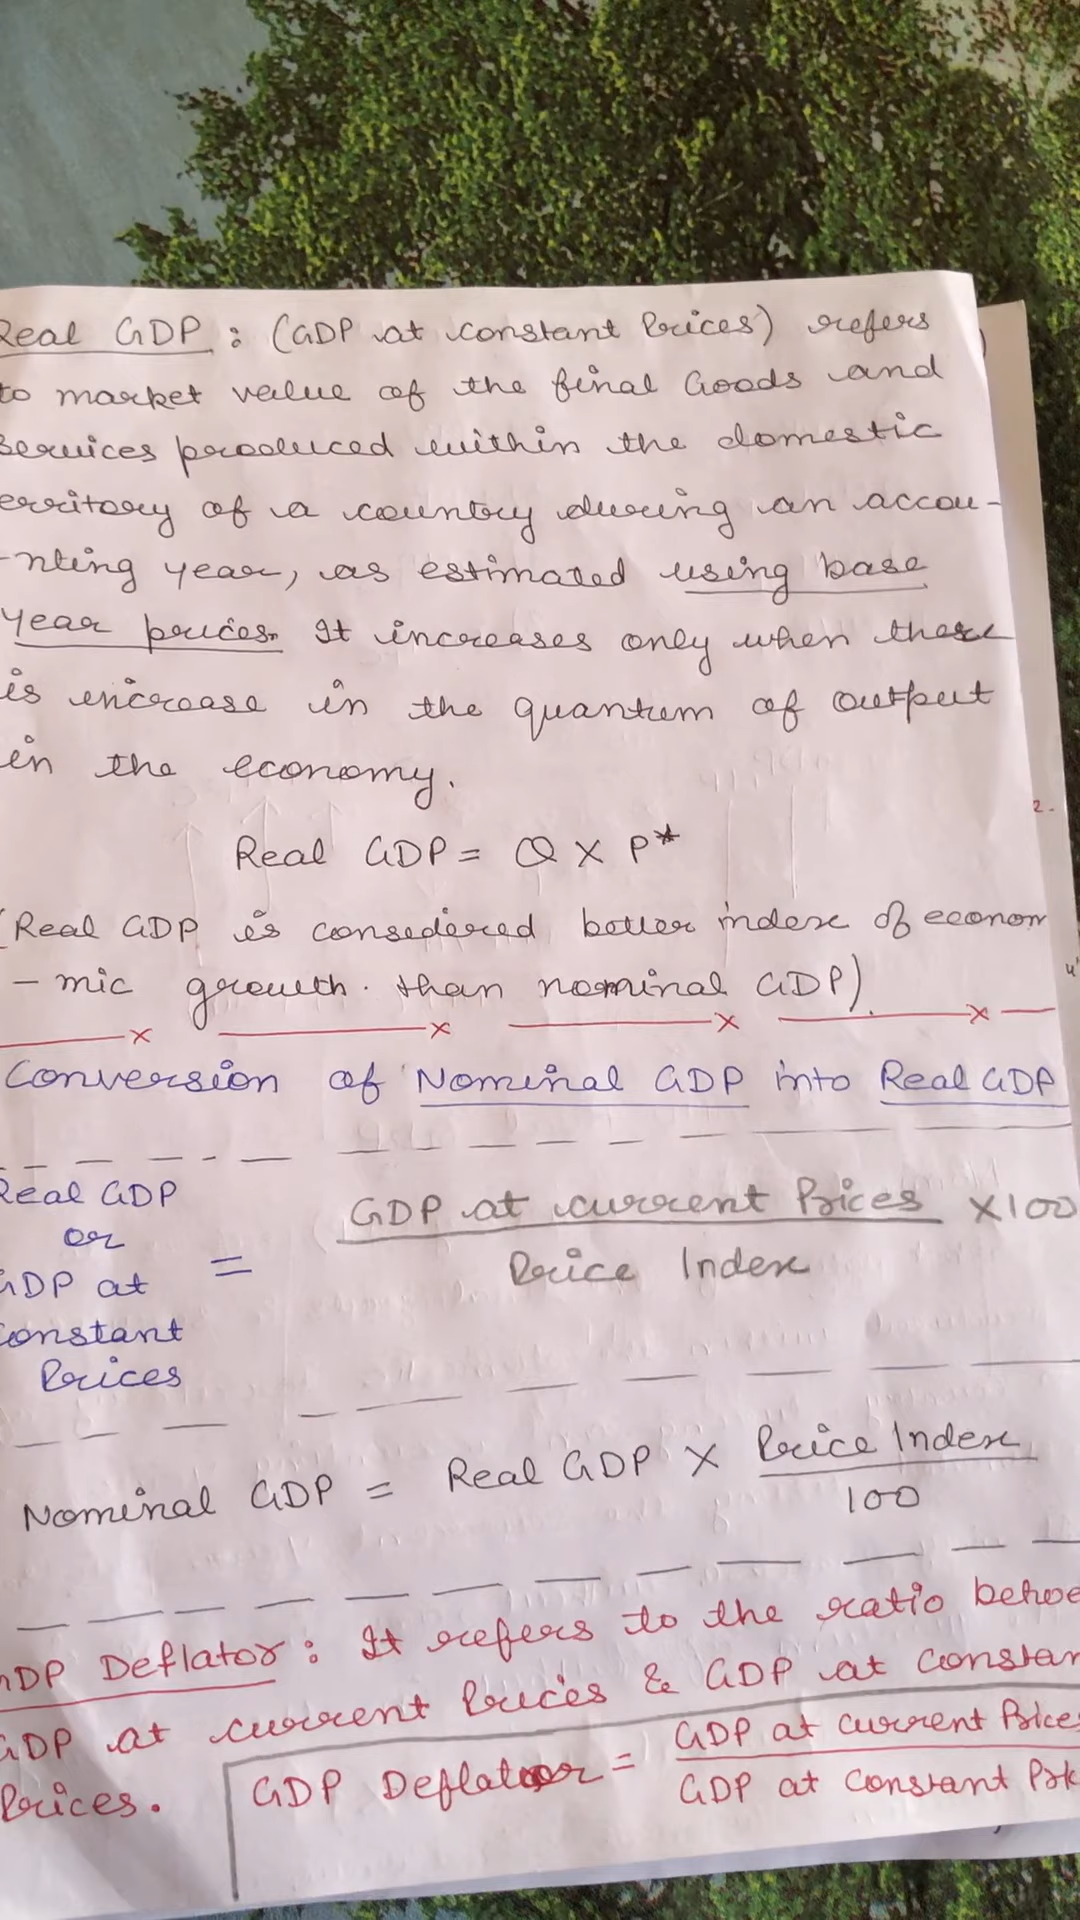 Real GDP : (GDP at constant Prices) refers
to market value of the final Goods and
services produced within the domestic
erritory of a country during an accou-
-nting year, as estimated using base
year prices. It increases only when there
is increase in the quantum of output
in the economy.
Real GDP = Q X P*
(Real GDP is considered better index of econom
- mic growth. than nominal GDP).
Conversion of Nominal GDP into Real GDP
Real GDP
or
GDP at
constant
Prices
=
GDP at current Prices X100
Price Index
Nominal GDP = Real GDP X Price Index
100
GDP Deflator : It refers to the ratio betwe
GDP at current Prices & GDP at constan
Prices.
GDP Deflator = GDP at current Prices
GDP at constant
2.